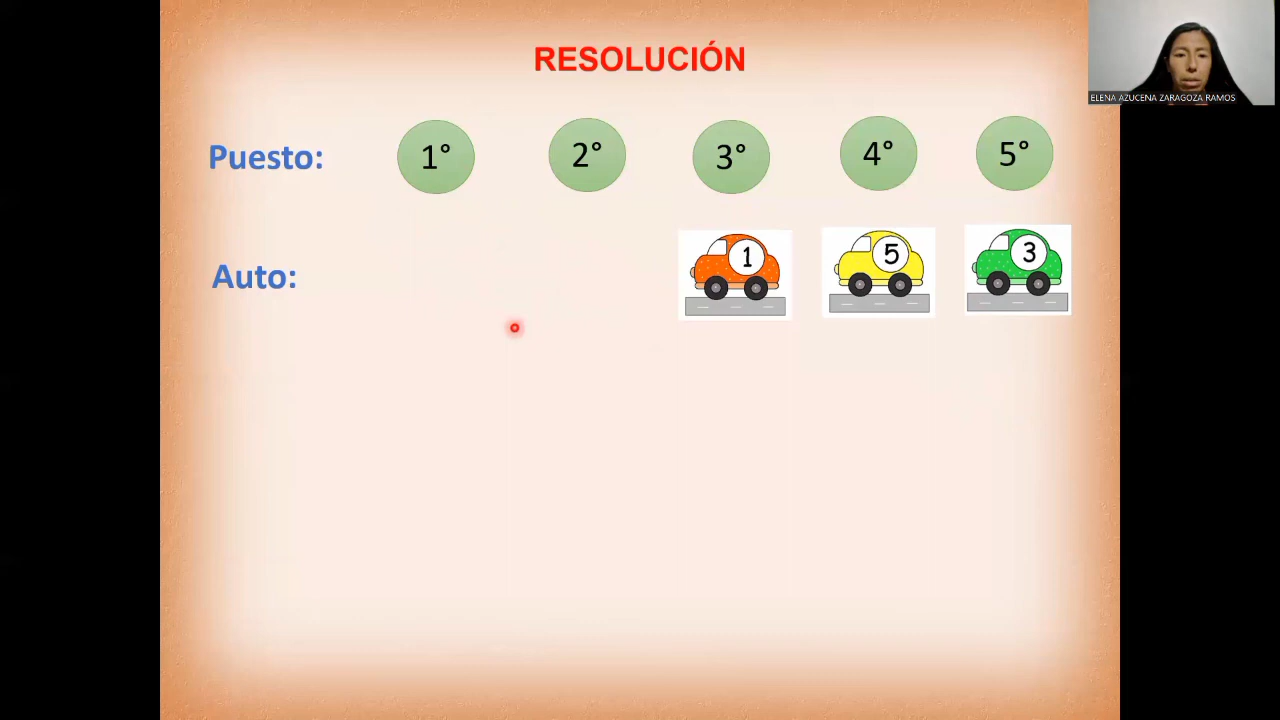 RESOLUCIÓN
ELENA AZUCENA ZARAGOZA RAMOS
Puesto: 1° 2° 3° 4° 5°
Auto: 1 5 3